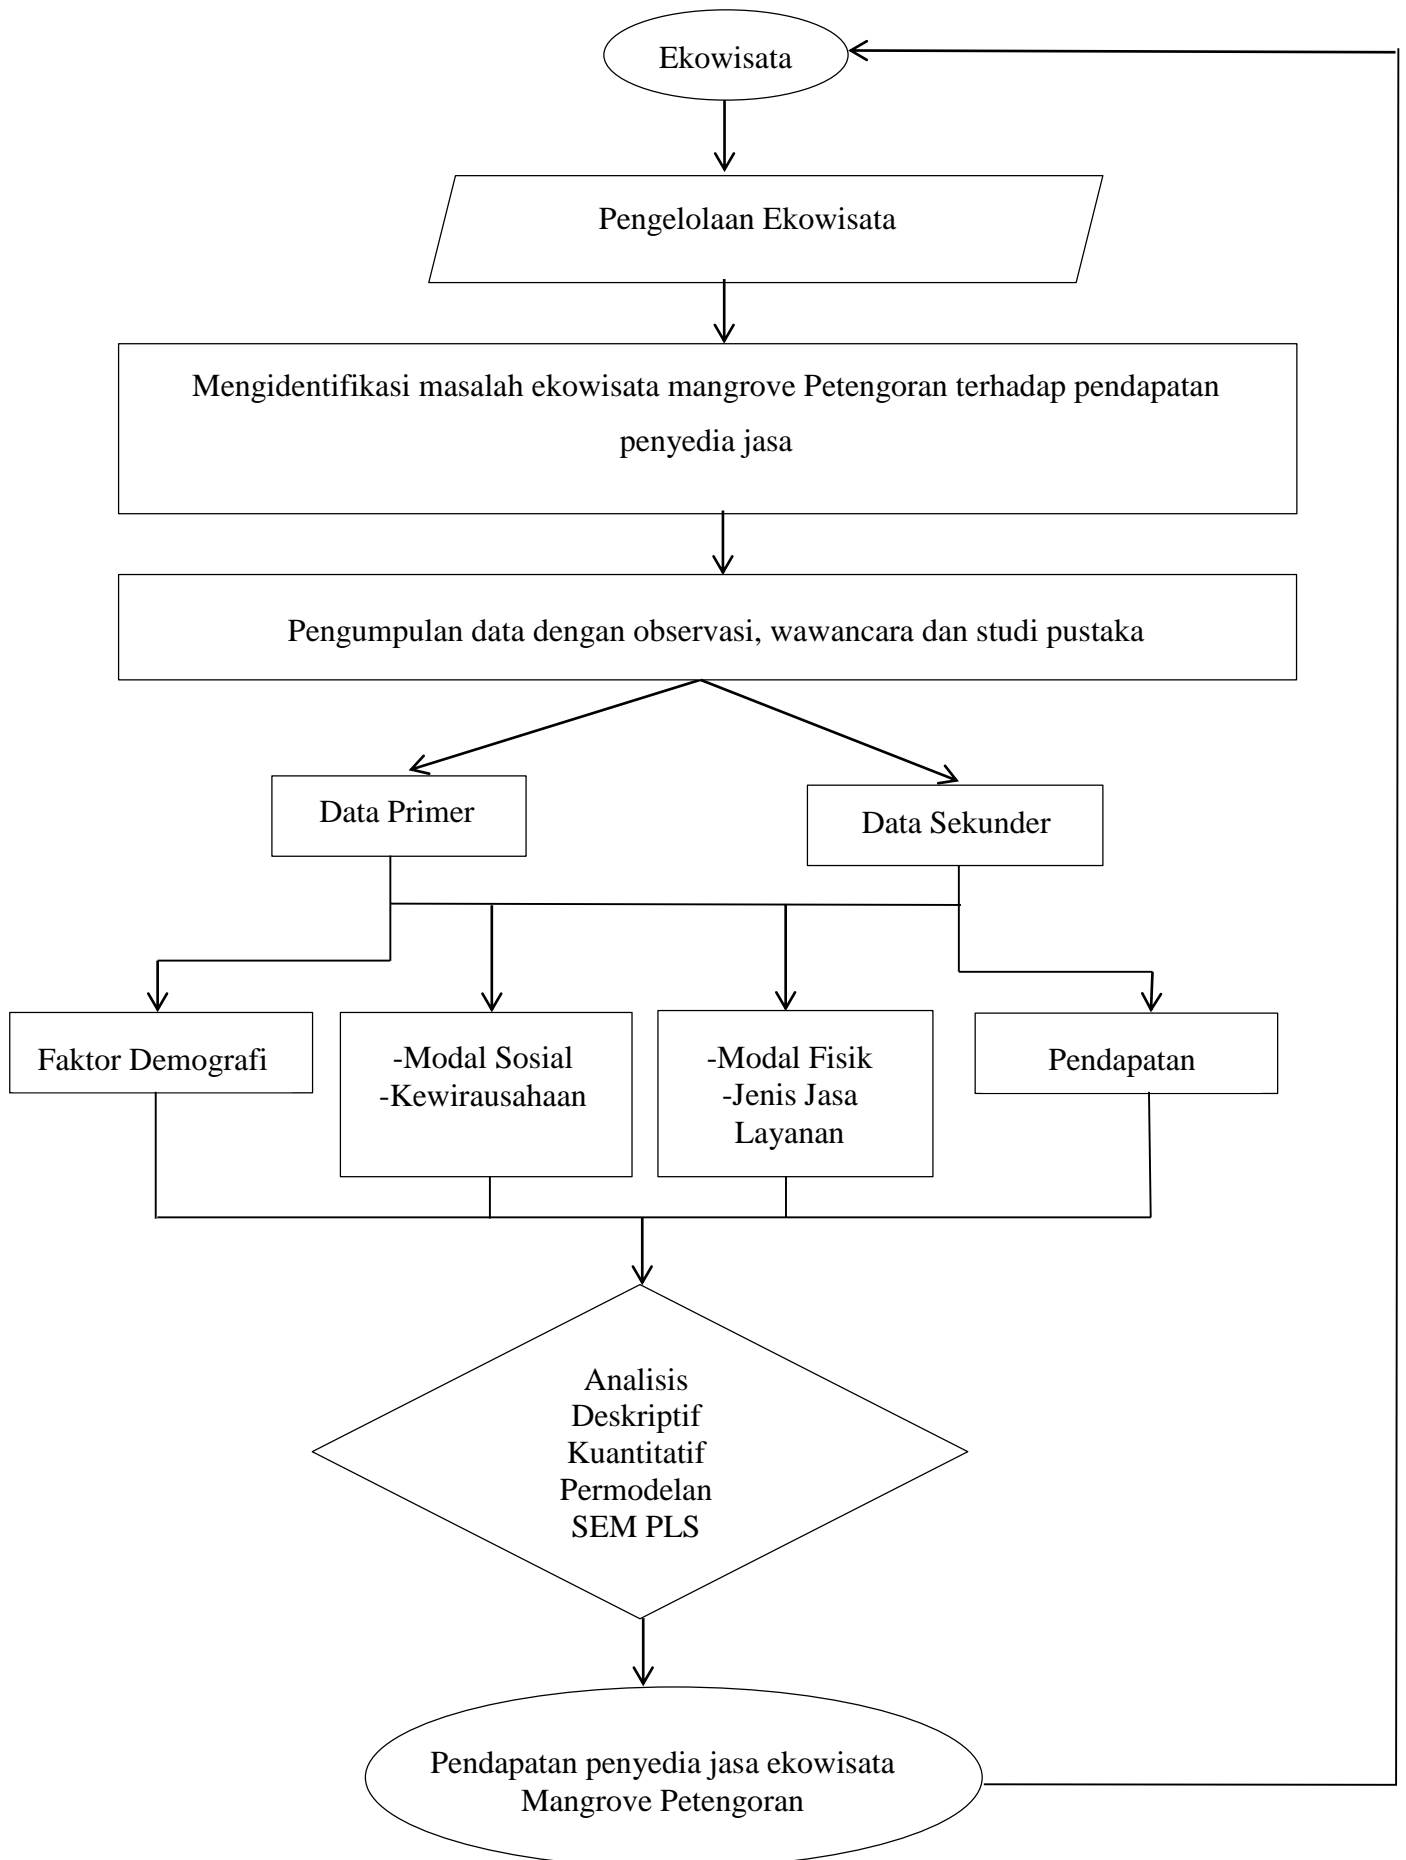 Ekowisata
Pengelolaan Ekowisata
Mengidentifikasi masalah ekowisata mangrove Petengoran terhadap pendapatan
penyedia jasa
Pengumpulan data dengan observasi, wawancara dan studi pustaka
Data Primer
Data Sekunder
Faktor Demografi
-Modal Sosial
-Kewirausahaan
-Modal Fisik
-Jenis Jasa
Layanan
Pendapatan
Analisis
Deskriptif
Kuantitatif
Permodelan
SEM PLS
Pendapatan penyedia jasa ekowisata
Mangrove Petengoran